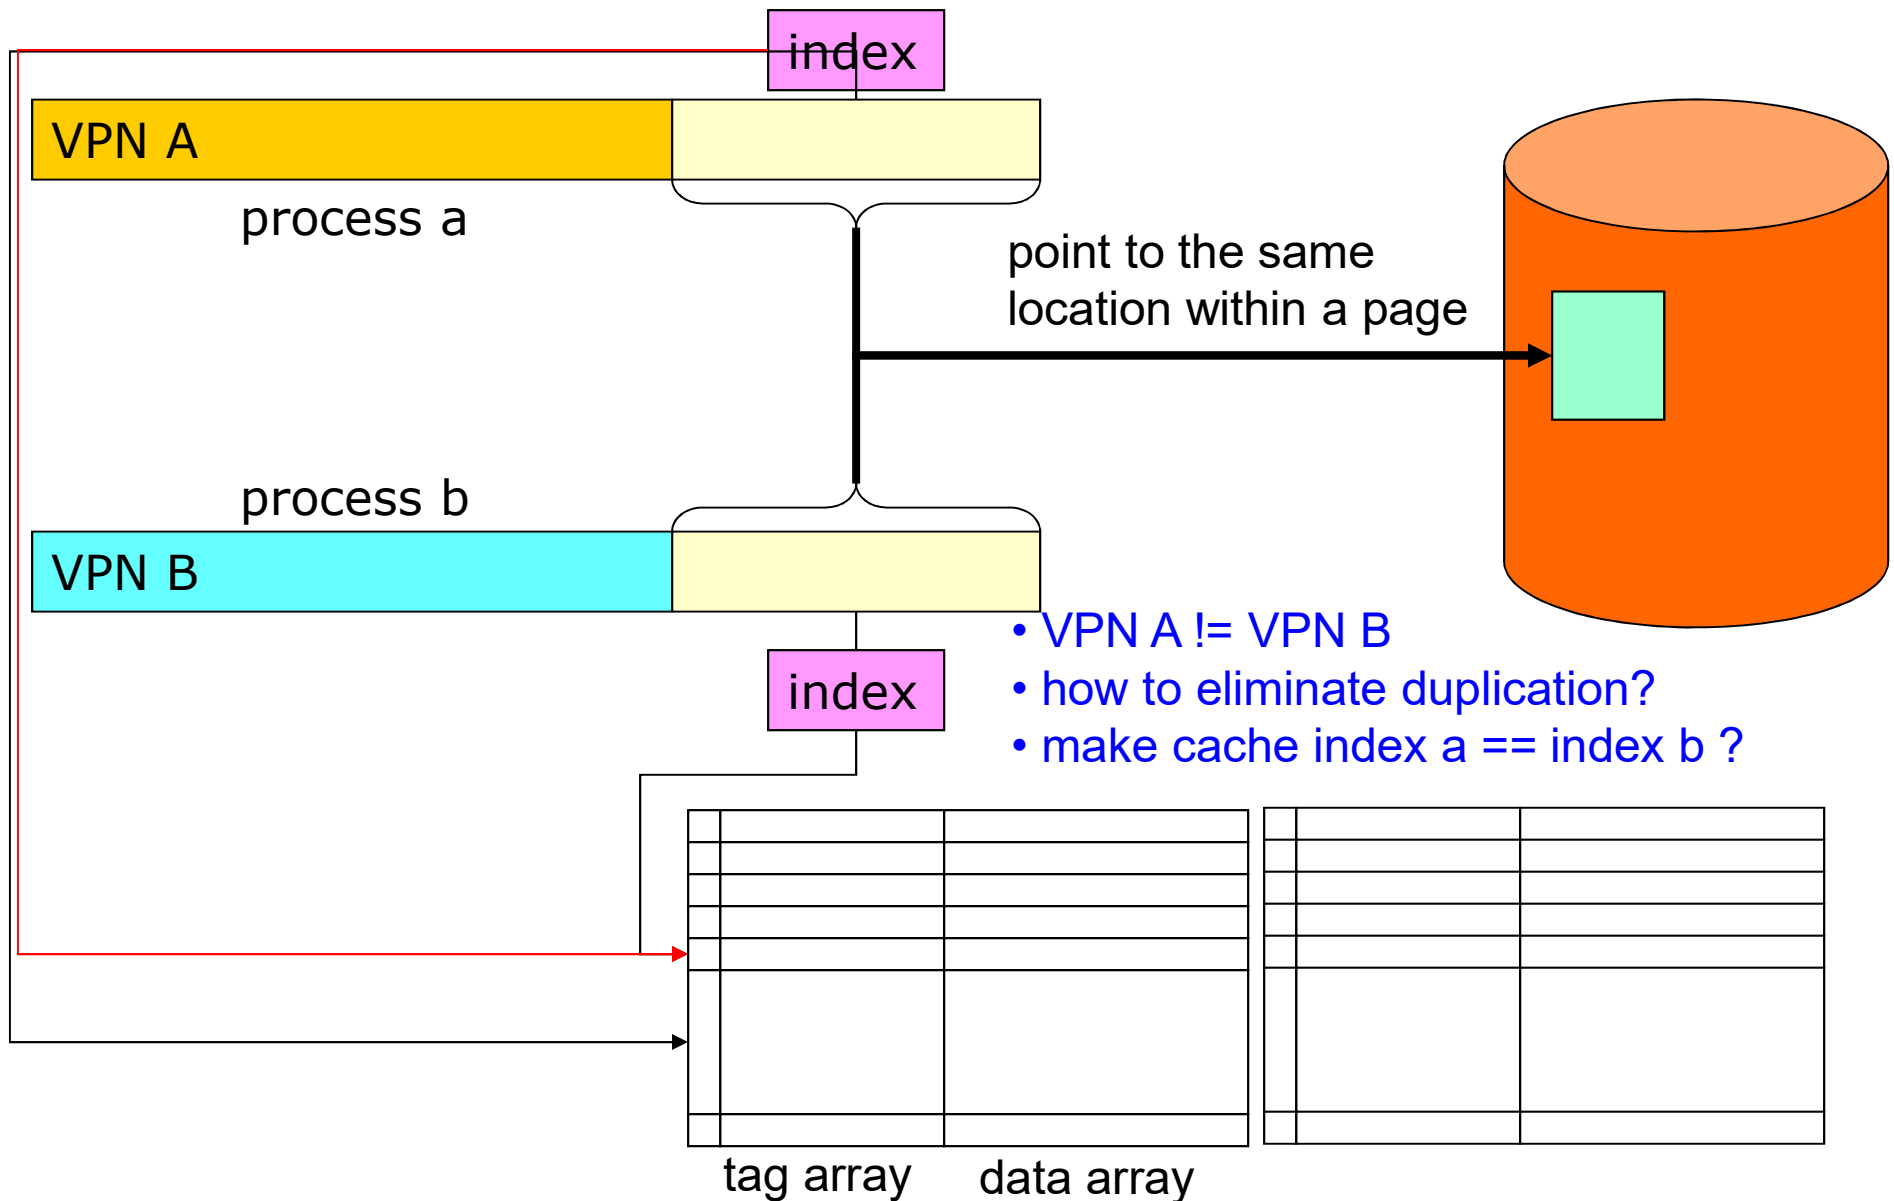 index
VPN A
process a
point to the same
location within a page
process b
VPN B
index
• VPN A != VPN B
• how to eliminate duplication?
• make cache index a == index b ?
tag array
data array